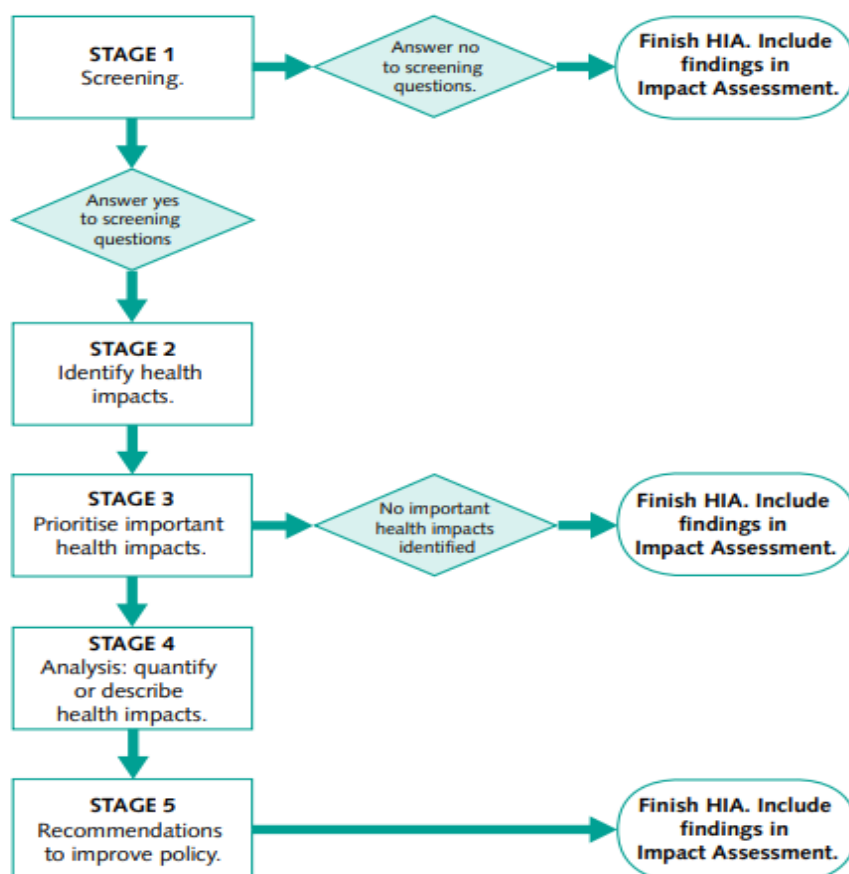 STAGE 1
Screening.
Answer no
to screening
questions.
Finish HIA. Include
findings in
Impact Assessment.
Answer yes
to screening
questions
STAGE 2
Identify health
impacts.
STAGE 3
Prioritise important
health impacts.
No important
health impacts
identified
Finish HIA. Include
findings in
Impact Assessment.
STAGE 4
Analysis: quantify
or describe
health impacts.
STAGE 5
Recommendations
to improve policy.
Finish HIA. Include
findings in
Impact Assessment.